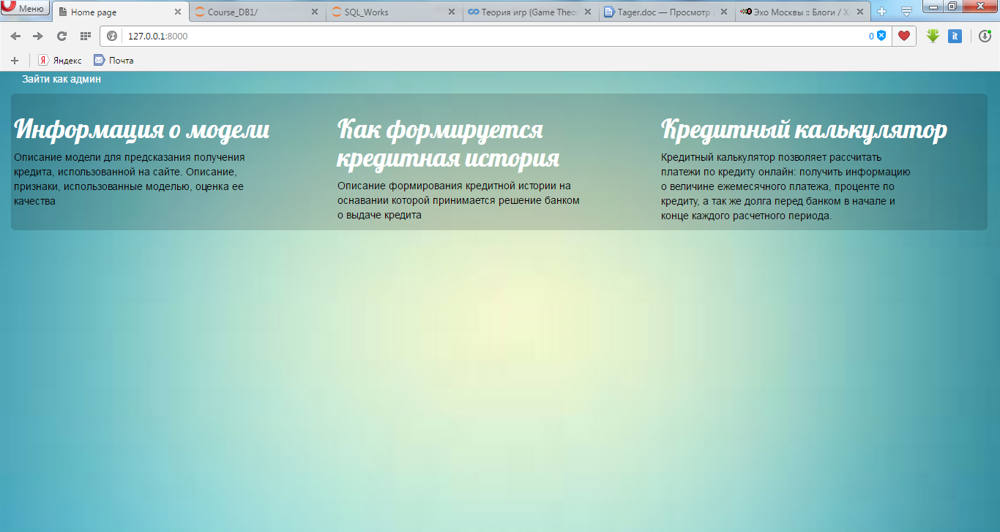 Меню
Home page
Course_DB1/
SQL_Works
Теория игр (Game Theo
Tager.doc — Просмотр
Эхо Москвы :: Блоги /
127.0.0.1:8000
0
it
Яндекс
Почта
Зайти как админ
Информация о модели
Описание модели для предсказания получения
кредита, использованной на сайте. Описание,
признаки, использованные моделью, оценка ее
качества
Как формируется
кредитная история
Описание формирования кредитной истории на
оснавании которой принимается решение банком
о выдаче кредита
Кредитный калькулятор
Кредитный калькулятор позволяет рассчитать
платежи по кредиту онлайн: получить информацию
о величине ежемесячного платежа, проценте по
кредиту, а так же долга перед банком в начале и
конце каждого расчетного периода.